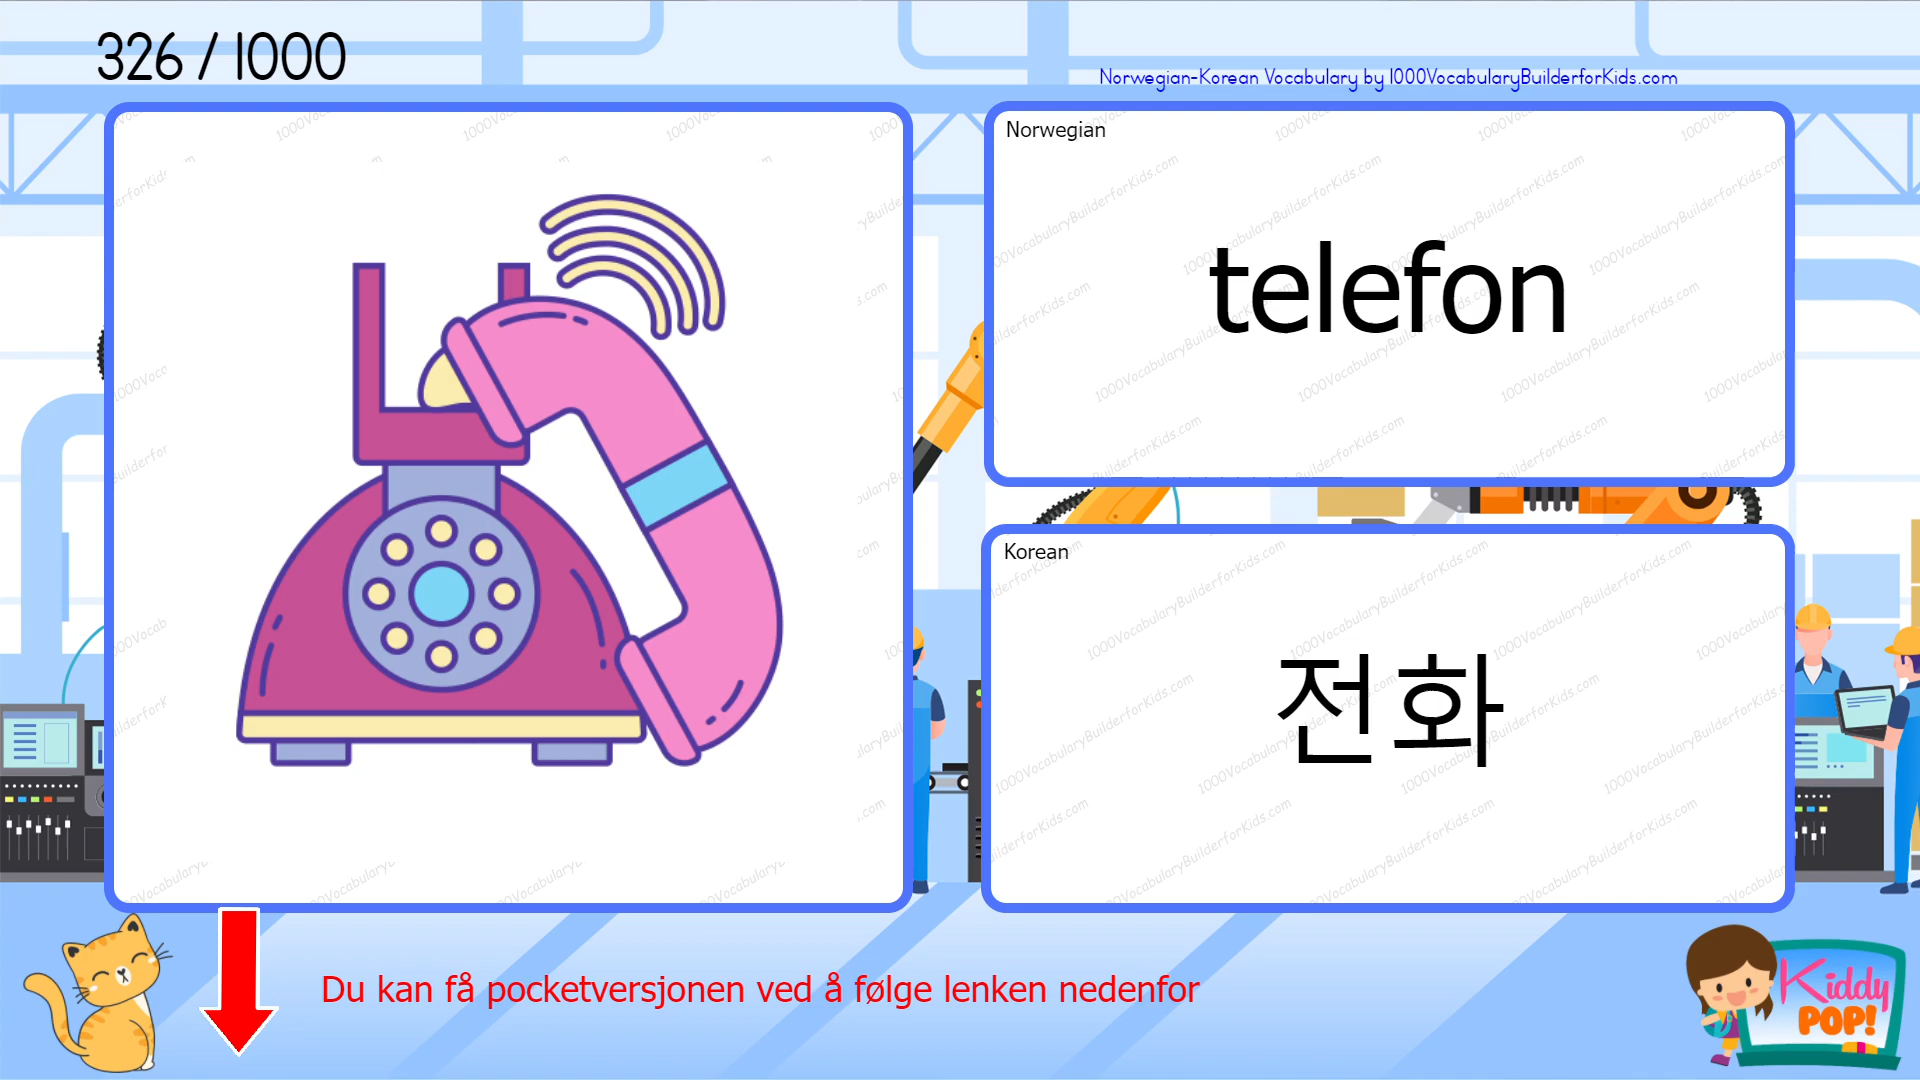 326 / 1000
Norwegian-Korean Vocabulary by 1000VocabularyBuilderforKids.com
Norwegian
telefon
Korean
전화
Du kan få pocketversjonen ved å følge lenken nedenfor
Kiddy
POP!